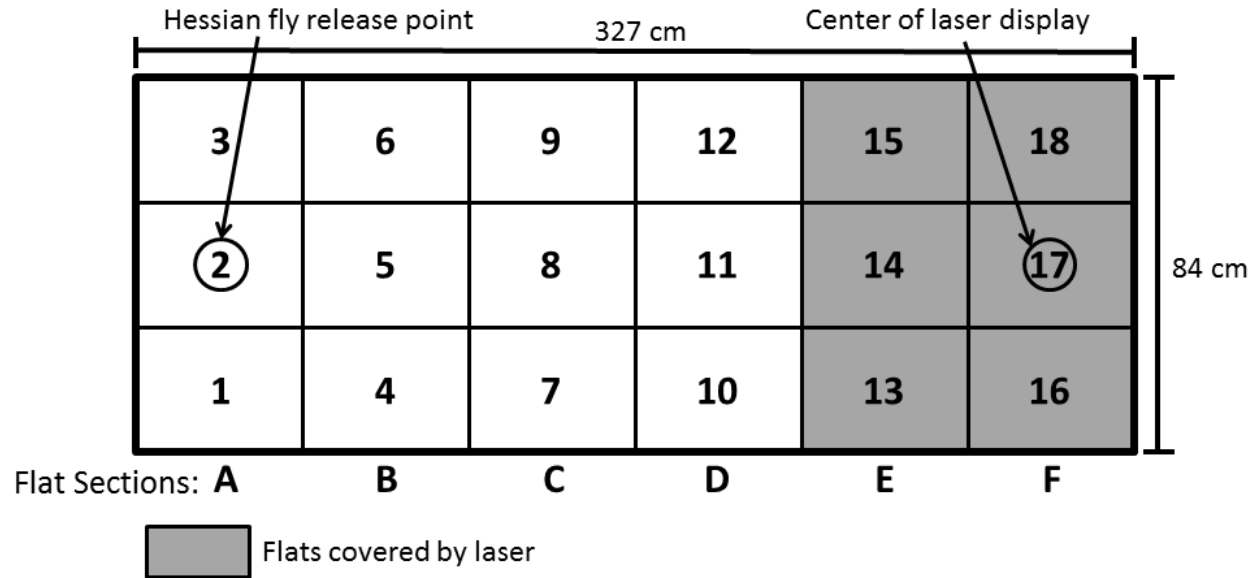 Hessian fly release point
Center of laser display
327 cm
3 6 9 12 15 18
2 5 8 11 14 17
84 cm
1 4 7 10 13 16
Flat Sections: A B C D E F
Flats covered by laser